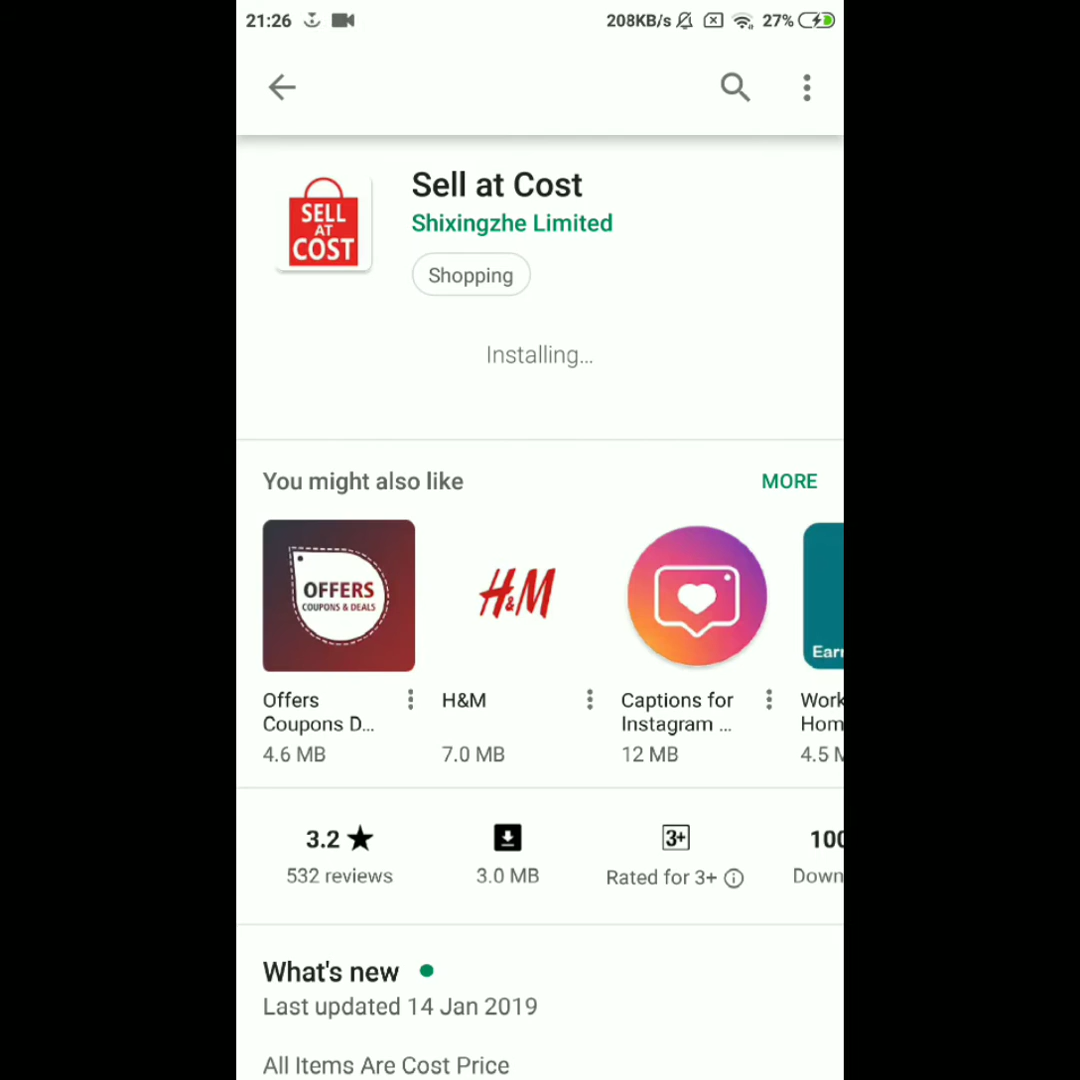 21:26 208KB/s 27%
Sell at Cost
Shixingzhe Limited
SELL
AT
COST
Shopping
Installing...
You might also like MORE
OFFERS
COUPONS & DEALS
H&M
Earn
Offers H&M Captions for Work
Coupons D... Instagram ... Hom
4.6 MB 7.0 MB 12 MB 4.5 M
3.2 ★ 3+ 100
532 reviews 3.0 MB Rated for 3+ Down
What's new
Last updated 14 Jan 2019
All Items Are Cost Price